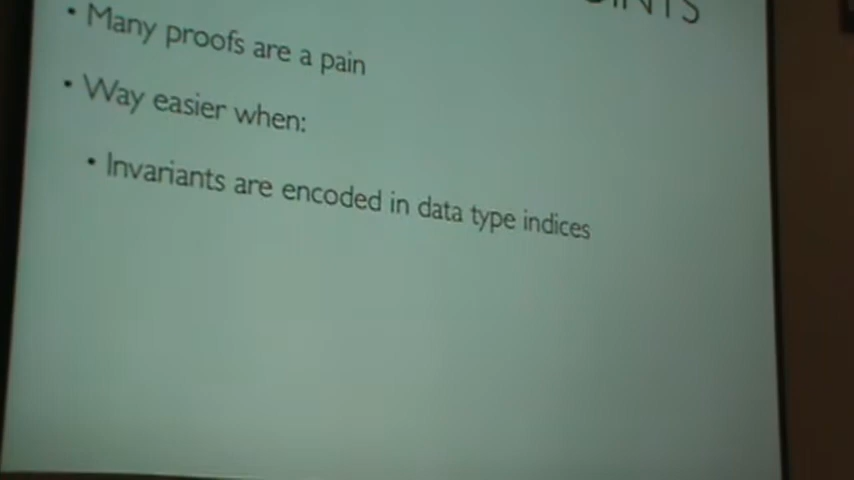 • Many proofs are a pain
• Way easier when:
• Invariants are encoded in data type indices